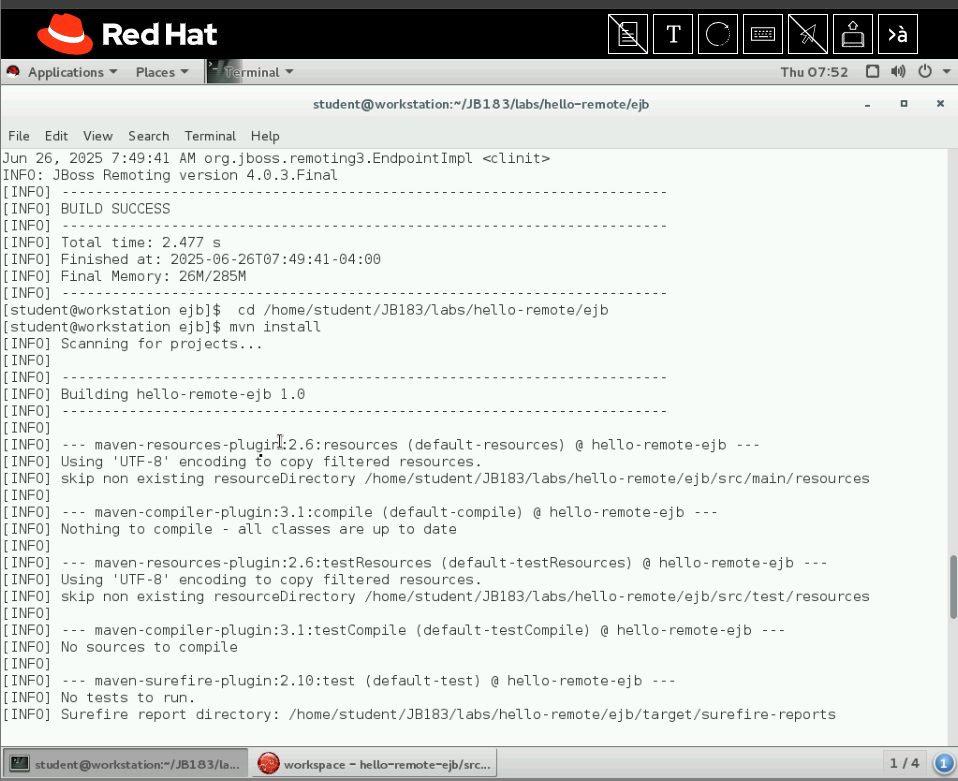 Red Hat
T
>à
Applications
Places
Terminal
Thu 07:52
student@workstation:~/JB183/labs/hello-remote/ejb
File Edit View Search Terminal Help
Jun 26, 2025 7:49:41 AM org.jboss.remoting3.EndpointImpl <clinit>
INFO: JBoss Remoting version 4.0.3.Final
[INFO] ------------------------------------------------------------------------
[INFO] BUILD SUCCESS
[INFO] ------------------------------------------------------------------------
[INFO] Total time: 2.477 s
[INFO] Finished at: 2025-06-26T07:49:41-04:00
[INFO] Final Memory: 26M/285M
[INFO] ------------------------------------------------------------------------
[student@workstation ejb]$  cd /home/student/JB183/labs/hello-remote/ejb
[student@workstation ejb]$ mvn install
[INFO] Scanning for projects...
[INFO]
[INFO] ------------------------------------------------------------------------
[INFO] Building hello-remote-ejb 1.0
[INFO] ------------------------------------------------------------------------
[INFO]
[INFO] --- maven-resources-plugin:2.6:resources (default-resources) @ hello-remote-ejb ---
[INFO] Using 'UTF-8' encoding to copy filtered resources.
[INFO] skip non existing resourceDirectory /home/student/JB183/labs/hello-remote/ejb/src/main/resources
[INFO]
[INFO] --- maven-compiler-plugin:3.1:compile (default-compile) @ hello-remote-ejb ---
[INFO] Nothing to compile - all classes are up to date
[INFO]
[INFO] --- maven-resources-plugin:2.6:testResources (default-testResources) @ hello-remote-ejb ---
[INFO] Using 'UTF-8' encoding to copy filtered resources.
[INFO] skip non existing resourceDirectory /home/student/JB183/labs/hello-remote/ejb/src/test/resources
[INFO]
[INFO] --- maven-compiler-plugin:3.1:testCompile (default-testCompile) @ hello-remote-ejb ---
[INFO] No sources to compile
[INFO]
[INFO] --- maven-surefire-plugin:2.10:test (default-test) @ hello-remote-ejb ---
[INFO] No tests to run.
[INFO] Surefire report directory: /home/student/JB183/labs/hello-remote/ejb/target/surefire-reports
student@workstation:~/JB183/la...
workspace - hello-remote-ejb/src...
1 / 4
1